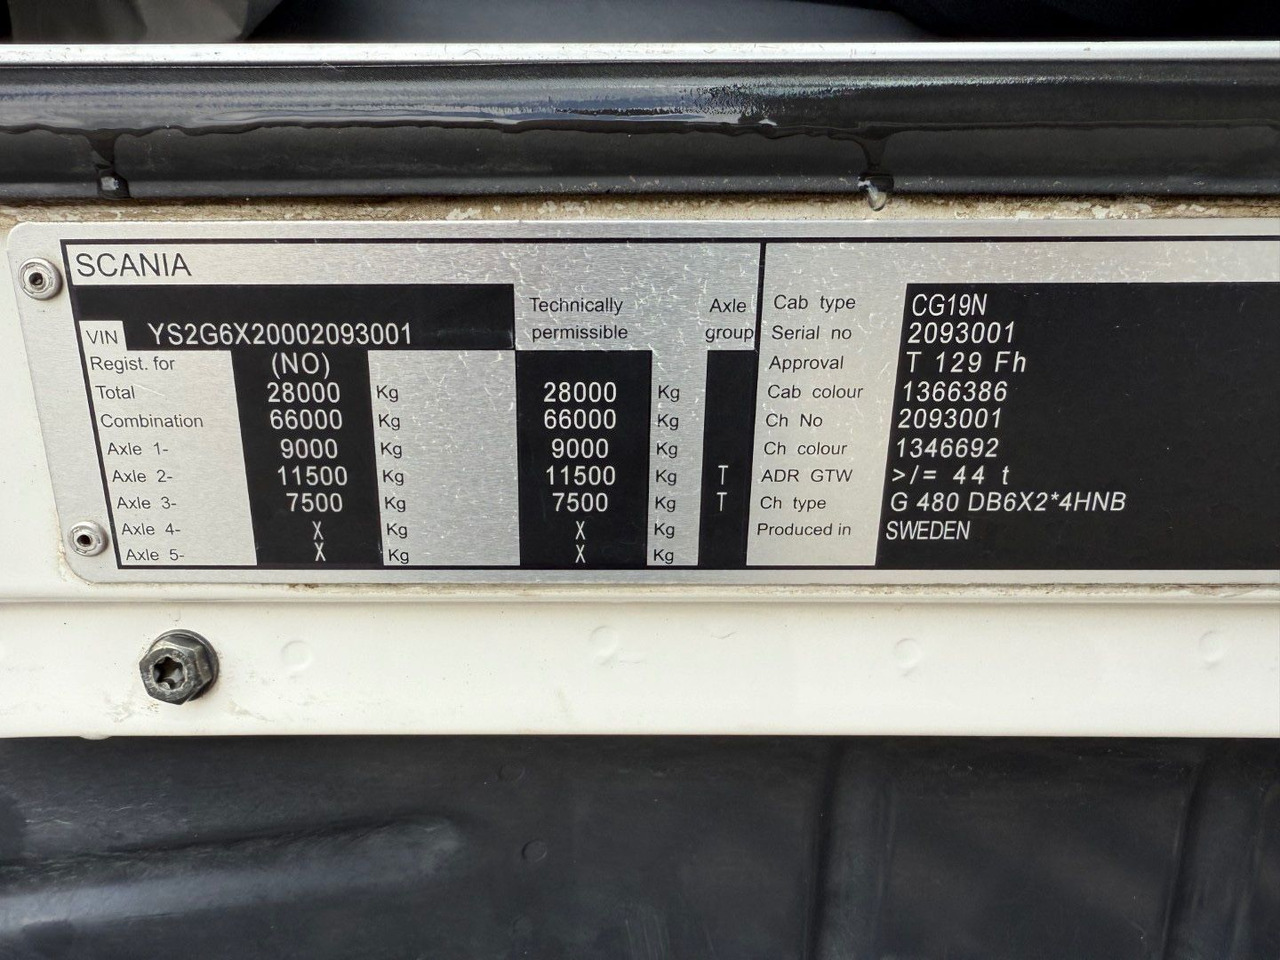 SCANIA
VIN YS2G6X20002093001
Technically permissible
Axle group
Regist. for (NO)
Total 28000 Kg 28000 Kg
Combination 66000 Kg 66000 Kg
Axle 1- 9000 Kg 9000 Kg
Axle 2- 11500 Kg 11500 Kg T
Axle 3- 7500 Kg 7500 Kg T
Axle 4- X Kg X Kg
Axle 5- X Kg X Kg
Cab type CG19N
Serial no 2093001
Approval T 129 Fh
Cab colour 1366386
Ch No 2093001
Ch colour 1346692
ADR GTW >/= 44 t
Ch type G 480 DB6X2*4HNB
Produced in SWEDEN